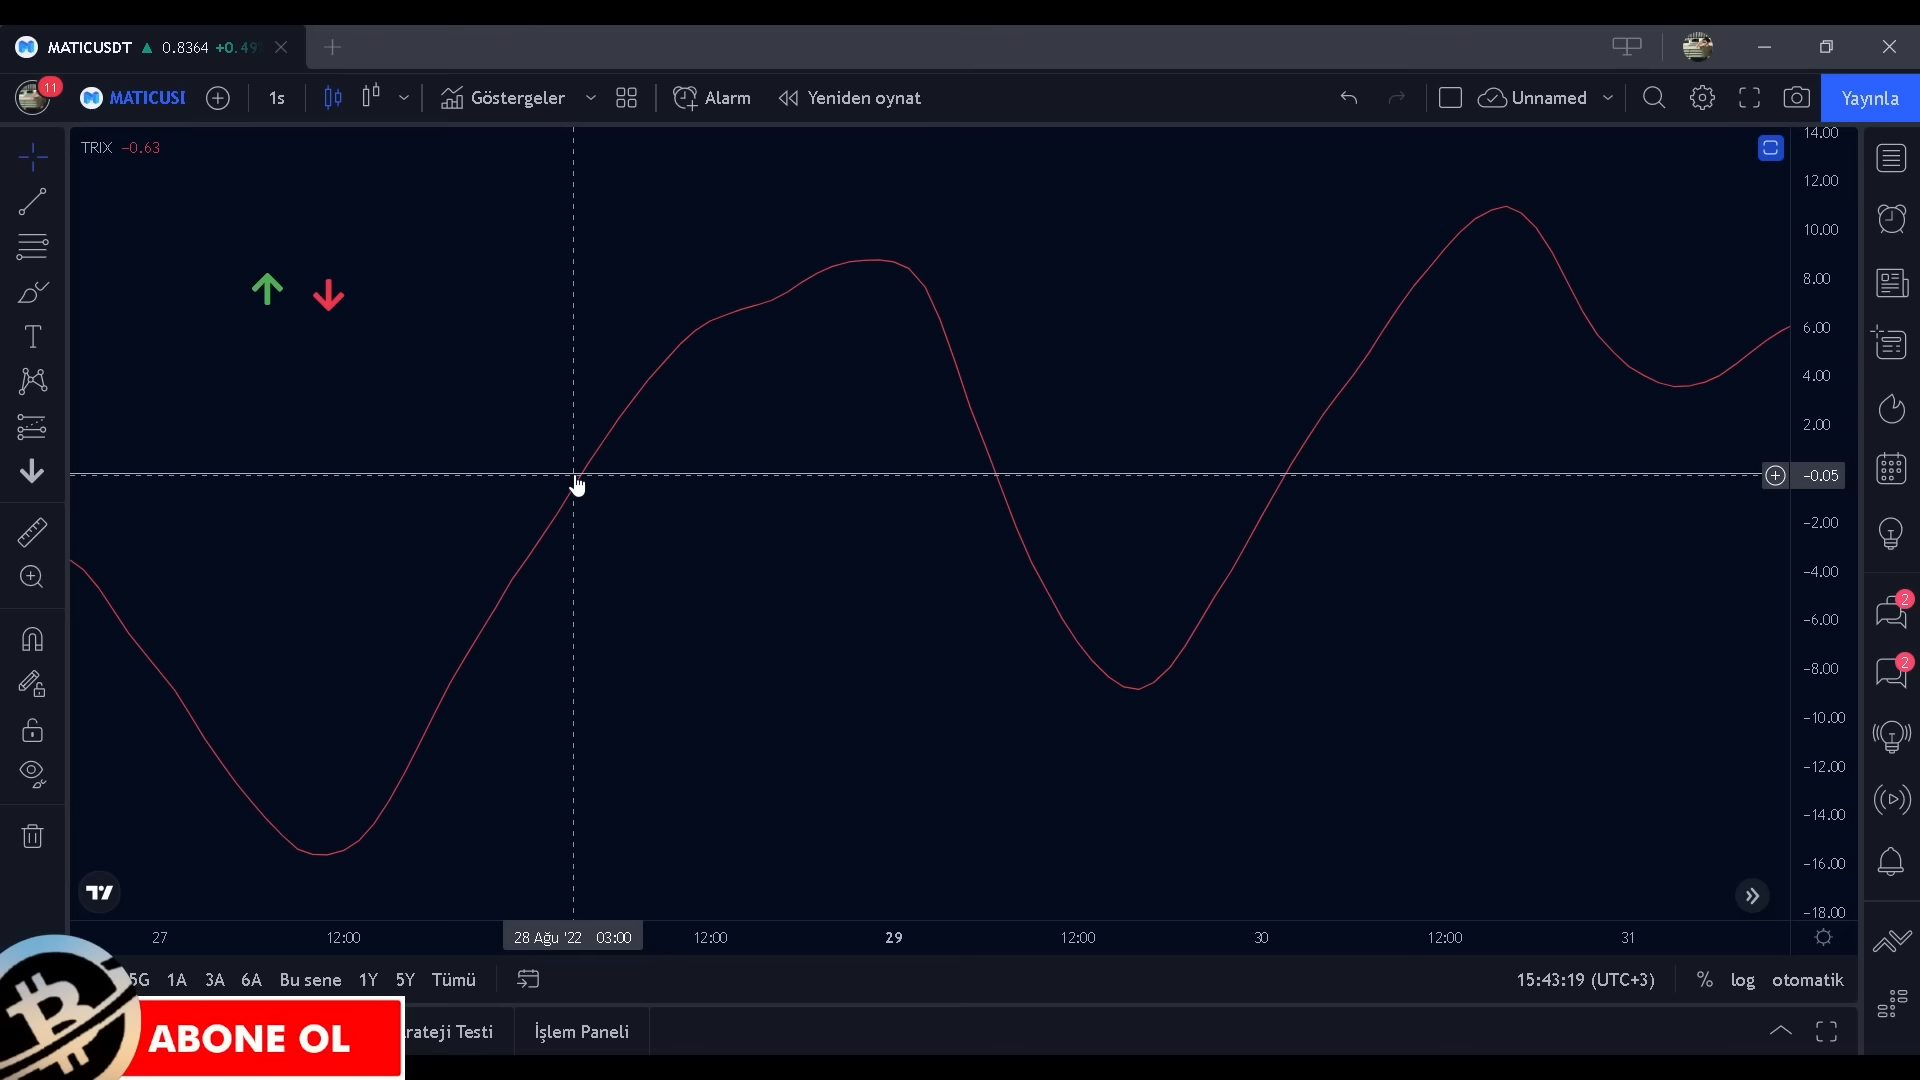 MATICUSDT ▲ 0.8364 +0.49
11
MATICUSI
1s
Göstergeler
Alarm
Yeniden oynat
Unnamed
Yayınla
TRIX −0.63
14.00
12.00
10.00
8.00
6.00
4.00
2.00
−0.05
−2.00
−4.00
−6.00
−8.00
−10.00
−12.00
−14.00
−16.00
−18.00
2
2
27
12:00
28 Ağu '22 03:00
12:00
29
12:00
30
12:00
31
5G 1A 3A 6A Bu sene 1Y 5Y Tümü
15:43:19 (UTC+3) % log otomatik
ABONE OL
rateji Testi
İşlem Paneli